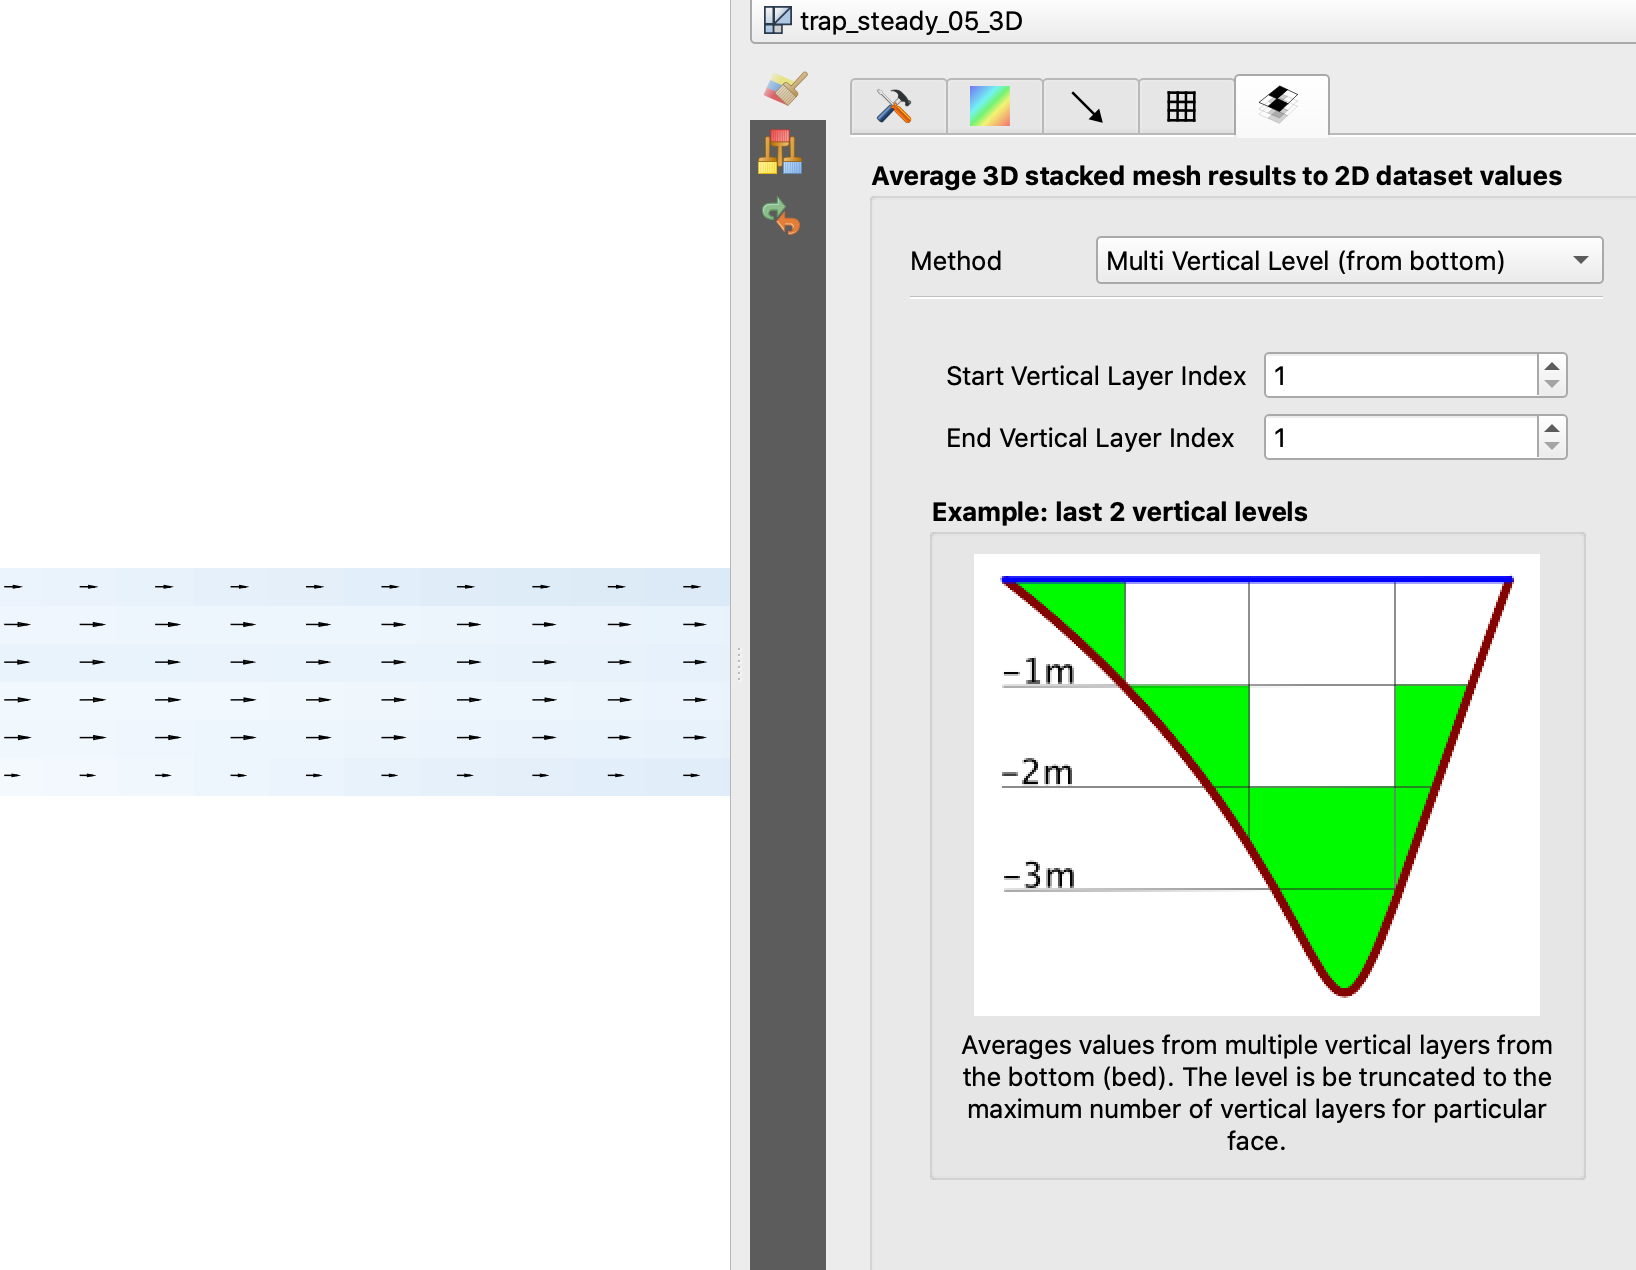 trap_steady_05_3D
Average 3D stacked mesh results to 2D dataset values
Method
Multi Vertical Level (from bottom)
Start Vertical Layer Index
1
End Vertical Layer Index
1
Example: last 2 vertical levels
-1m
-2m
-3m
Averages values from multiple vertical layers from
the bottom (bed). The level is be truncated to the
maximum number of vertical layers for particular
face.